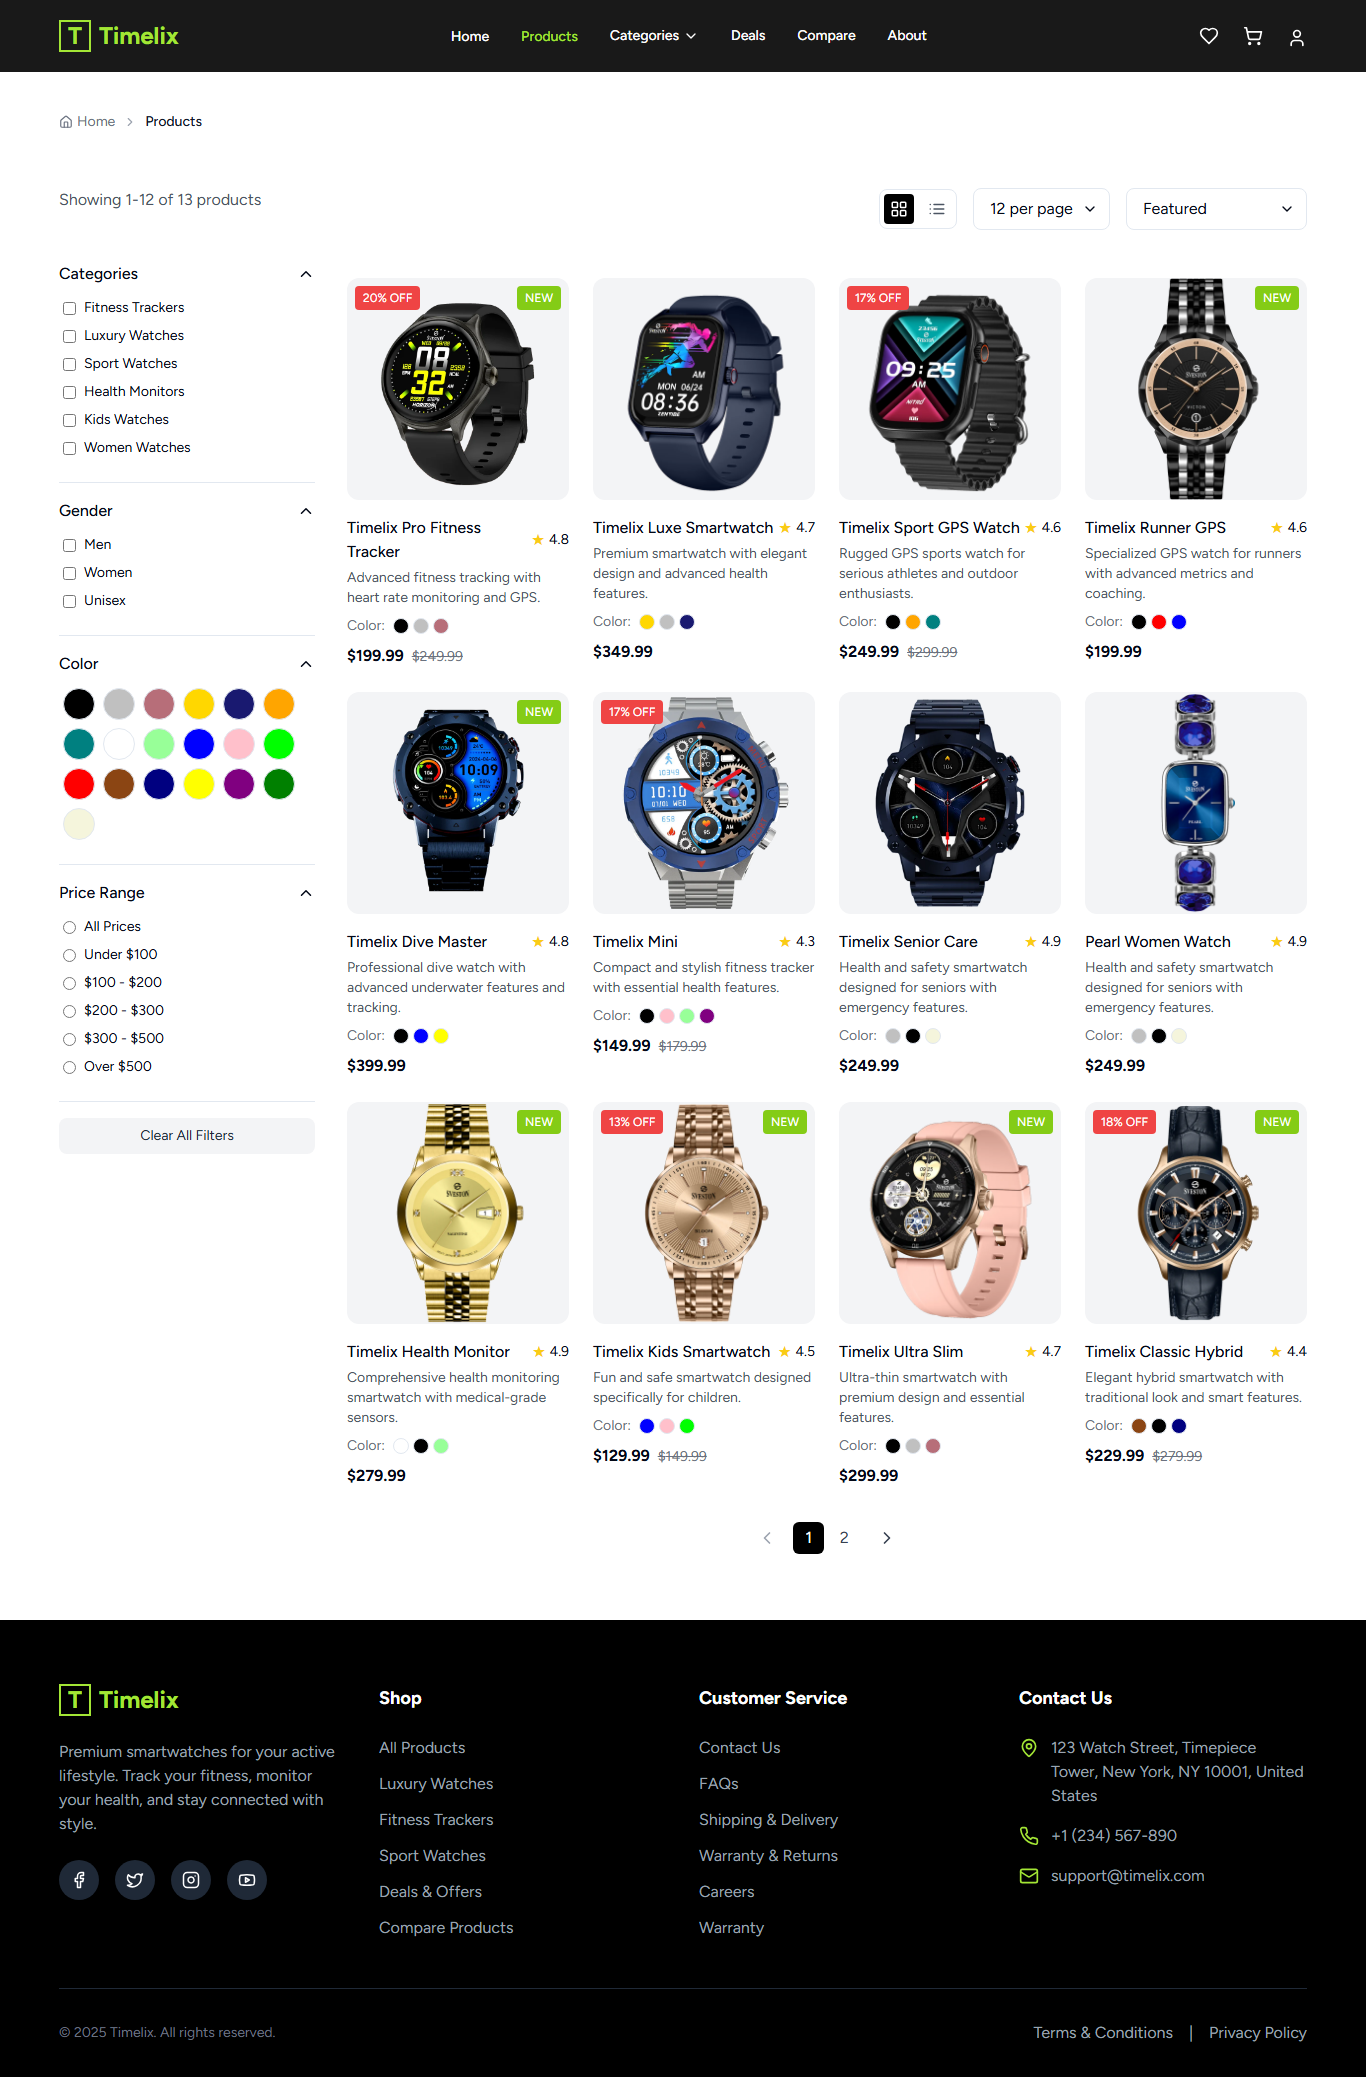 T Timelix
Home Products Categories Deals Compare About
Home Products
Showing 1-12 of 13 products
12 per page
Featured
Categories
Fitness Trackers
Luxury Watches
Sport Watches
Health Monitors
Kids Watches
Women Watches
Gender
Men
Women
Unisex
Color
Price Range
All Prices
Under $100
$100 - $200
$200 - $300
$300 - $500
Over $500
Clear All Filters
20% OFF NEW
08
32
Timelix Pro Fitness
Tracker
4.8
Advanced fitness tracking with
heart rate monitoring and GPS.
Color:
$199.99 $249.99
AM
MON 06/24
08:36
Timelix Luxe Smartwatch 4.7
Premium smartwatch with elegant
design and advanced health
features.
Color:
$349.99
17% OFF
09:25
AM
Timelix Sport GPS Watch 4.6
Rugged GPS sports watch for
serious athletes and outdoor
enthusiasts.
Color:
$249.99 $299.99
NEW
Timelix Runner GPS 4.6
Specialized GPS watch for runners
with advanced metrics and
coaching.
Color:
$199.99
NEW
10:09
Timelix Dive Master 4.8
Professional dive watch with
advanced underwater features and
tracking.
Color:
$399.99
17% OFF
10:10
Timelix Mini 4.3
Compact and stylish fitness tracker
with essential health features.
Color:
$149.99 $179.99
Timelix Senior Care 4.9
Health and safety smartwatch
designed for seniors with
emergency features.
Color:
$249.99
Pearl Women Watch 4.9
Health and safety smartwatch
designed for seniors with
emergency features.
Color:
$249.99
NEW
SVESTON
Timelix Health Monitor 4.9
Comprehensive health monitoring
smartwatch with medical-grade
sensors.
Color:
$279.99
13% OFF NEW
SVESTON
Timelix Kids Smartwatch 4.5
Fun and safe smartwatch designed
specifically for children.
Color:
$129.99 $149.99
NEW
ACE
Timelix Ultra Slim 4.7
Ultra-thin smartwatch with
premium design and essential
features.
Color:
$299.99
18% OFF NEW
SVESTON
Timelix Classic Hybrid 4.4
Elegant hybrid smartwatch with
traditional look and smart features.
Color:
$229.99 $279.99
1 2
T Timelix
Premium smartwatches for your active
lifestyle. Track your fitness, monitor
your health, and stay connected with
style.
Shop
All Products
Luxury Watches
Fitness Trackers
Sport Watches
Deals & Offers
Compare Products
Customer Service
Contact Us
FAQs
Shipping & Delivery
Warranty & Returns
Careers
Warranty
Contact Us
123 Watch Street, Timepiece
Tower, New York, NY 10001, United
States
+1 (234) 567-890
support@timelix.com
© 2025 Timelix. All rights reserved.
Terms & Conditions | Privacy Policy